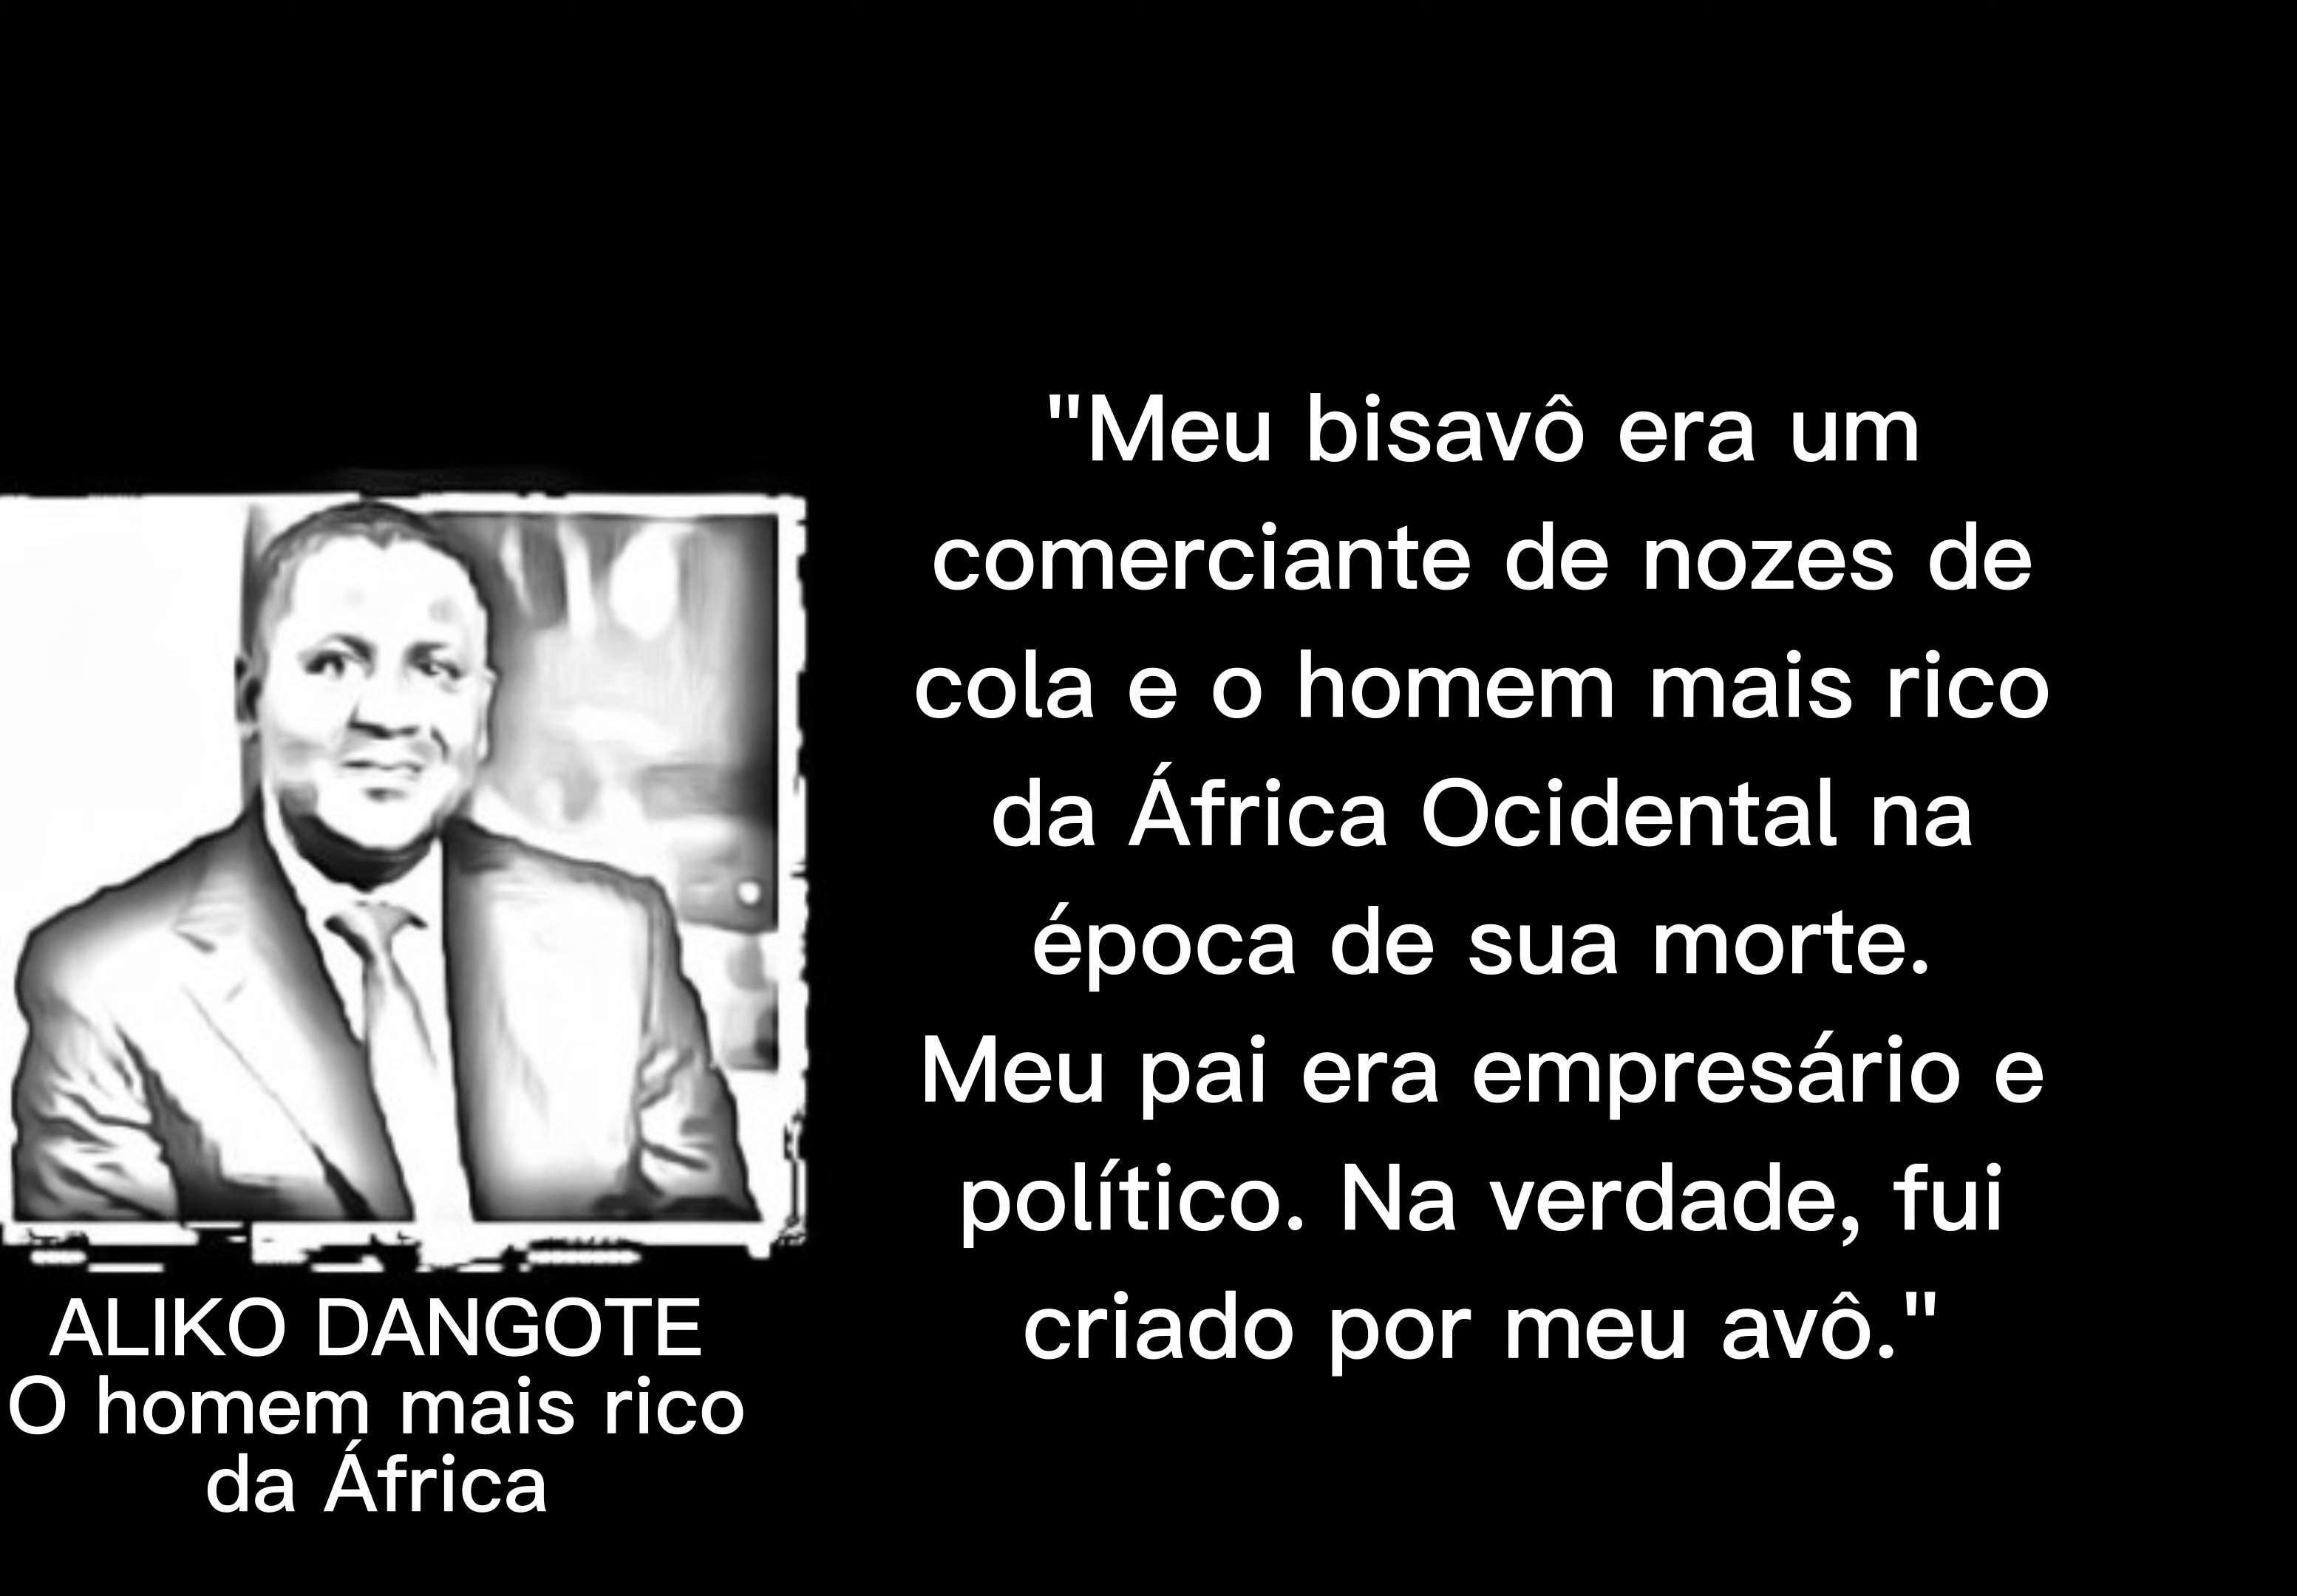 "Meu bisavô era um
comerciante de nozes de
cola e o homem mais rico
da África Ocidental na
época de sua morte.
Meu pai era empresário e
político. Na verdade, fui
criado por meu avô."
ALIKO DANGOTE
O homem mais rico
da África